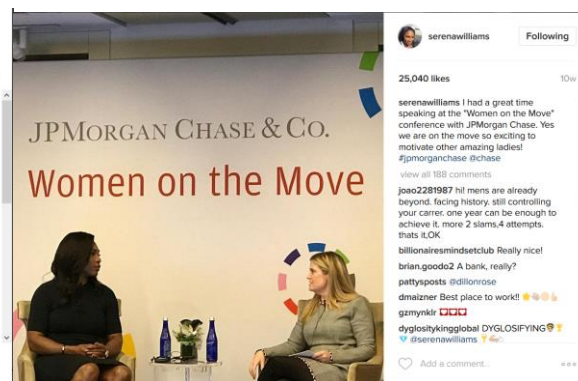 JPMORGAN CHASE & CO.
Women on the Move
serenawilliams
Following
25,040 likes
10w
serenawilliams I had a great time
speaking at the "Women on the Move"
conference with JPMorgan Chase. Yes
we are on the move so exciting to
motivate other amazing ladies!
#jpmorganchase @chase
view all 188 comments
joao2281987 hi! mens are already
beyond. facing history. still controlling
your carrer. one year can be enough to
achieve it. more 2 slams,4 attempts.
thats it,OK
billionairesmindsetclub Really nice!
brian.goodo2 A bank, really?
pattysposts @dillonrose
dmaizner Best place to work!! 🌟👏🏻👌🏻👍🏻
gzmynklr
dyglositykingglobal DYGLOSIFYING
@serenawilliams
Add a comment...